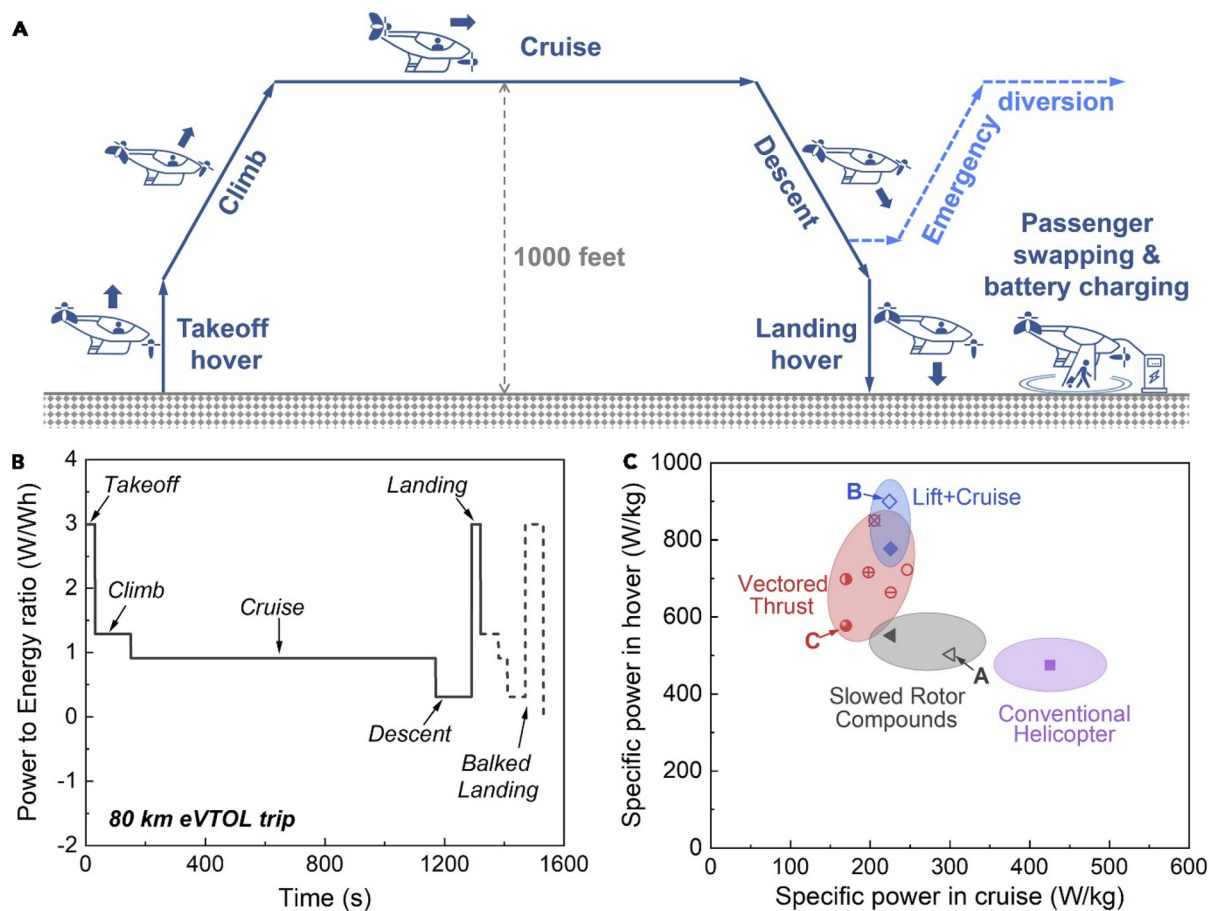 A
Cruise
Climb
1000 feet
Takeoff
hover
Descent
Emergency
diversion
Landing
hover
Passenger
swapping &
battery charging
B
Power to Energy ratio (W/Wh)
4
3
2
1
0
-1
-2
Takeoff
Climb
Cruise
Descent
Landing
Balked
Landing
80 km eVTOL trip
0
400
800
1200
1600
Time (s)
C
Specific power in hover (W/kg)
1000
800
600
400
200
0
B
Lift+Cruise
Vectored
Thrust
C
A
Slowed Rotor
Compounds
Conventional
Helicopter
0
100
200
300
400
500
600
Specific power in cruise (W/kg)